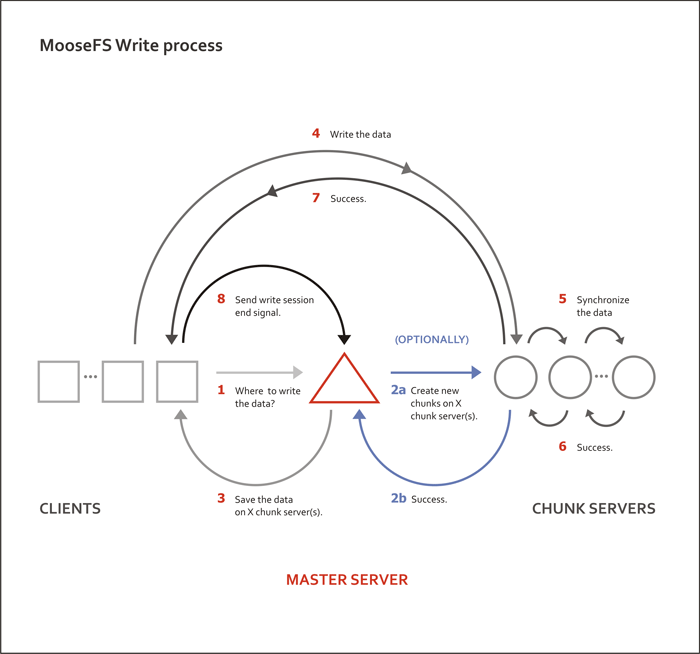 MooseFS Write process
4 Write the data
7 Success.
8 Send write session
end signal.
5 Synchronize
the data
(OPTIONALLY)
1 Where to write
the data?
2a Create new
chunks on X
chunk server(s).
6 Success.
3 Save the data
on X chunk server(s).
2b Success.
CLIENTS
CHUNK SERVERS
MASTER SERVER